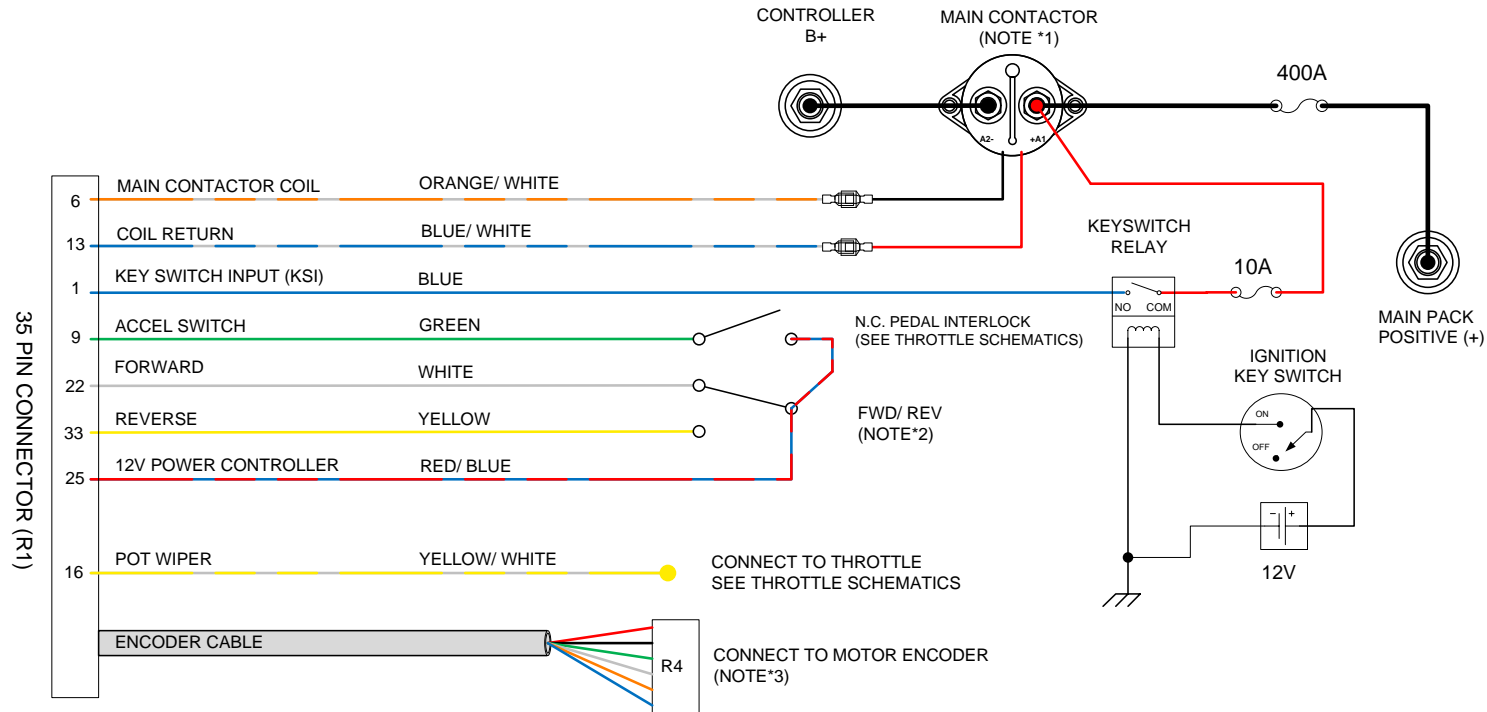 CONTROLLER
B+
MAIN CONTACTOR
(NOTE *1)
400A
A2-
+A1
MAIN PACK
POSITIVE (+)
35 PIN CONNECTOR (R1)
6
MAIN CONTACTOR COIL
ORANGE/ WHITE
13
COIL RETURN
BLUE/ WHITE
1
KEY SWITCH INPUT (KSI)
BLUE
KEYSWITCH
RELAY
10A
NO
COM
9
ACCEL SWITCH
GREEN
N.C. PEDAL INTERLOCK
(SEE THROTTLE SCHEMATICS)
22
FORWARD
WHITE
33
REVERSE
YELLOW
FWD/ REV
(NOTE*2)
25
12V POWER CONTROLLER
RED/ BLUE
IGNITION
KEY SWITCH
ON
OFF
-
+
12V
16
POT WIPER
YELLOW/ WHITE
CONNECT TO THROTTLE
SEE THROTTLE SCHEMATICS
ENCODER CABLE
R4
CONNECT TO MOTOR ENCODER
(NOTE*3)